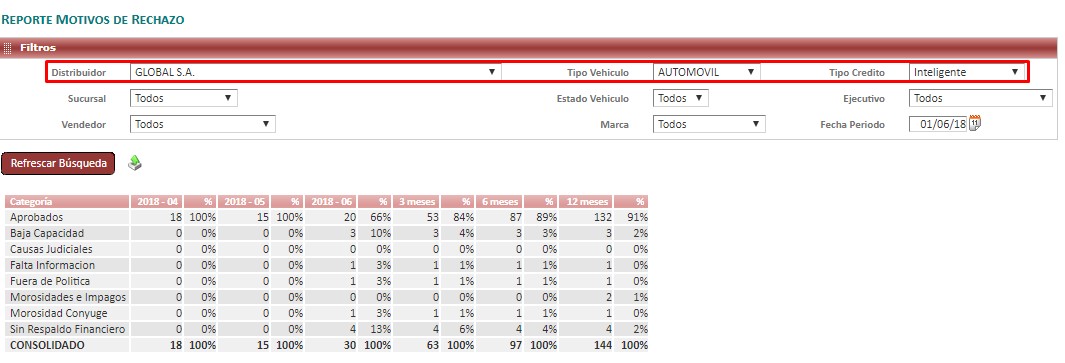 REPORTE MOTIVOS DE RECHAZO
Filtros
Distribuidor GLOBAL S.A. Tipo Vehiculo AUTOMOVIL Tipo Credito Inteligente
Sucursal Todos Estado Vehiculo Todos Ejecutivo Todos
Vendedor Todos Marca Todos Fecha Periodo 01/06/18 11
Refrescar Búsqueda
Categoria 2018 - 04 % 2018 - 05 % 2018 - 06 % 3 meses % 6 meses % 12 meses %
Aprobados 18 100% 15 100% 20 66% 53 84% 87 89% 132 91%
Baja Capacidad 0 0% 0 0% 3 10% 3 4% 3 3% 3 2%
Causas Judiciales 0 0% 0 0% 0 0% 0 0% 0 0% 0 0%
Falta Informacion 0 0% 0 0% 1 3% 1 1% 1 1% 1 0%
Fuera de Politica 0 0% 0 0% 1 3% 1 1% 1 1% 1 0%
Morosidades e Impagos 0 0% 0 0% 0 0% 0 0% 0 0% 2 1%
Morosidad Conyuge 0 0% 0 0% 1 3% 1 1% 1 1% 1 0%
Sin Respaldo Financiero 0 0% 0 0% 4 13% 4 6% 4 4% 4 2%
CONSOLIDADO 18 100% 15 100% 30 100% 63 100% 97 100% 144 100%